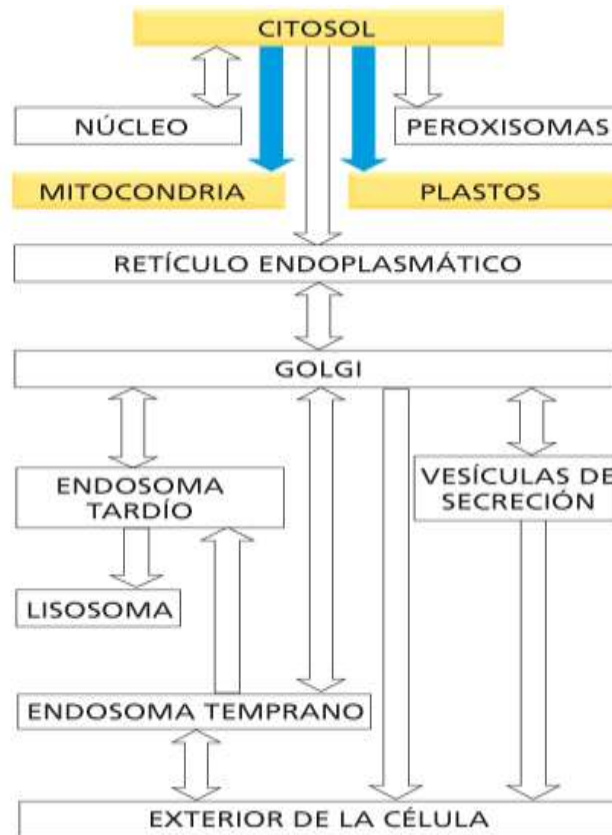 CITOSOL
NÚCLEO
PEROXISOMAS
MITOCONDRIA
PLASTOS
RETÍCULO ENDOPLASMÁTICO
GOLGI
ENDOSOMA
TARDÍO
VESÍCULAS DE
SECRECIÓN
LISOSOMA
ENDOSOMA TEMPRANO
EXTERIOR DE LA CÉLULA